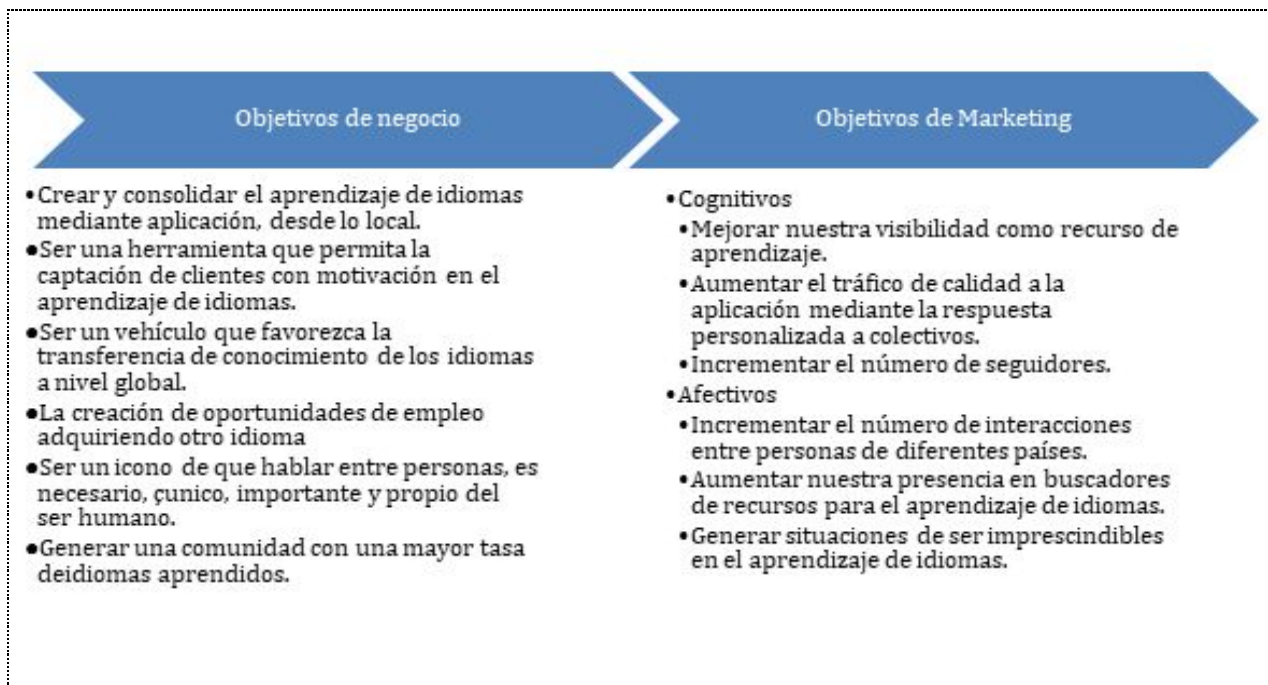 Objetivos de negocio
•Crear y consolidar el aprendizaje de idiomas
mediante aplicación, desde lo local.
•Ser una herramienta que permita la
captación de clientes con motivación en el
aprendizaje de idiomas.
•Ser un vehículo que favorezca la
transferencia de conocimiento de los idiomas
a nivel global.
•La creación de oportunidades de empleo
adquiriendo otro idioma
•Ser un icono de que hablar entre personas, es
necesario, çunico, importante y propio del
ser humano.
•Generar una comunidad con una mayor tasa
deidiomas aprendidos.
Objetivos de Marketing
•Cognitivos
•Mejorar nuestra visibilidad como recurso de
aprendizaje.
•Aumentar el tráfico de calidad a la
aplicación mediante la respuesta
personalizada a colectivos.
•Incrementar el número de seguidores.
•Afectivos
•Incrementar el número de interacciones
entre personas de diferentes países.
•Aumentar nuestra presencia en buscadores
de recursos para el aprendizaje de idiomas.
•Generar situaciones de ser imprescindibles
en el aprendizaje de idiomas.